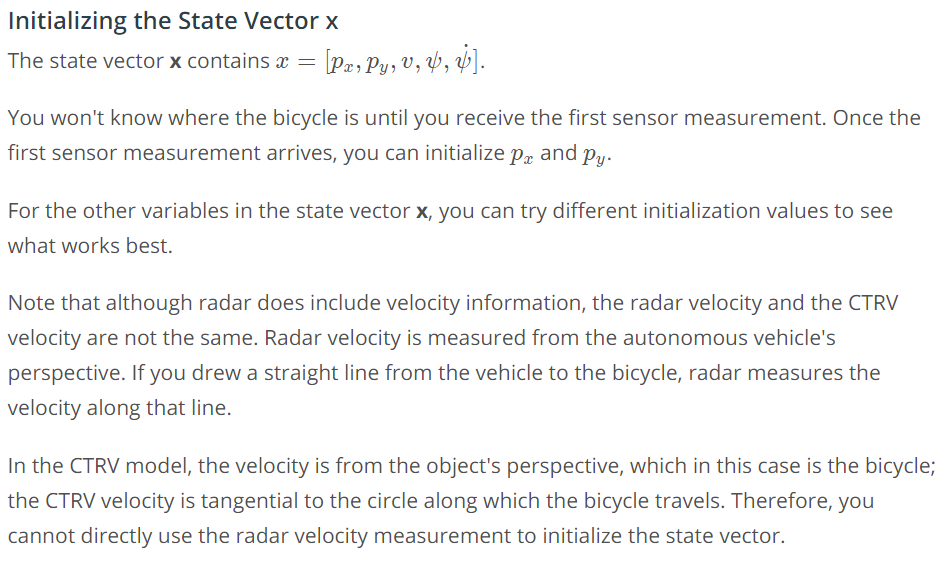 Initializing the State Vector x
The state vector x contains x = [pₓ, p_y, v, ψ, ψ̇].
You won't know where the bicycle is until you receive the first sensor measurement. Once the
first sensor measurement arrives, you can initialize pₓ and p_y.
For the other variables in the state vector x, you can try different initialization values to see
what works best.
Note that although radar does include velocity information, the radar velocity and the CTRV
velocity are not the same. Radar velocity is measured from the autonomous vehicle's
perspective. If you drew a straight line from the vehicle to the bicycle, radar measures the
velocity along that line.
In the CTRV model, the velocity is from the object's perspective, which in this case is the bicycle;
the CTRV velocity is tangential to the circle along which the bicycle travels. Therefore, you
cannot directly use the radar velocity measurement to initialize the state vector.